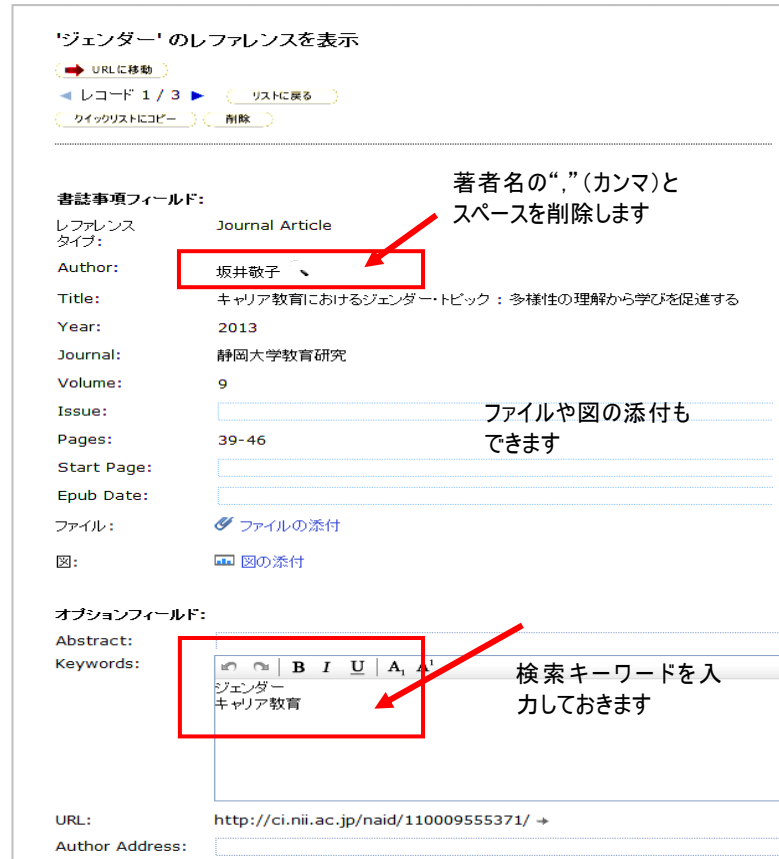 'ジェンダー' のレファレンスを表示
URLに移動
レコード 1 / 3
リストに戻る
クイックリストにコピー
削除
著者名の“,”(カンマ)と
スペースを削除します
書誌事項フィールド:
レファレンス
タイプ:
Journal Article
Author:
坂井敬子
Title:
キャリア教育におけるジェンダー・トピック : 多様性の理解から学びを促進する
Year:
2013
Journal:
静岡大学教育研究
Volume:
9
Issue:
ファイルや図の添付も
できます
Pages:
39-46
Start Page:
Epub Date:
ファイル:
ファイルの添付
図:
図の添付
オプションフィールド:
Abstract:
Keywords:
B I U A₁ A¹
ジェンダー
キャリア教育
検索キーワードを入
力しておきます
URL:
http://ci.nii.ac.jp/naid/110009555371/
Author Address: